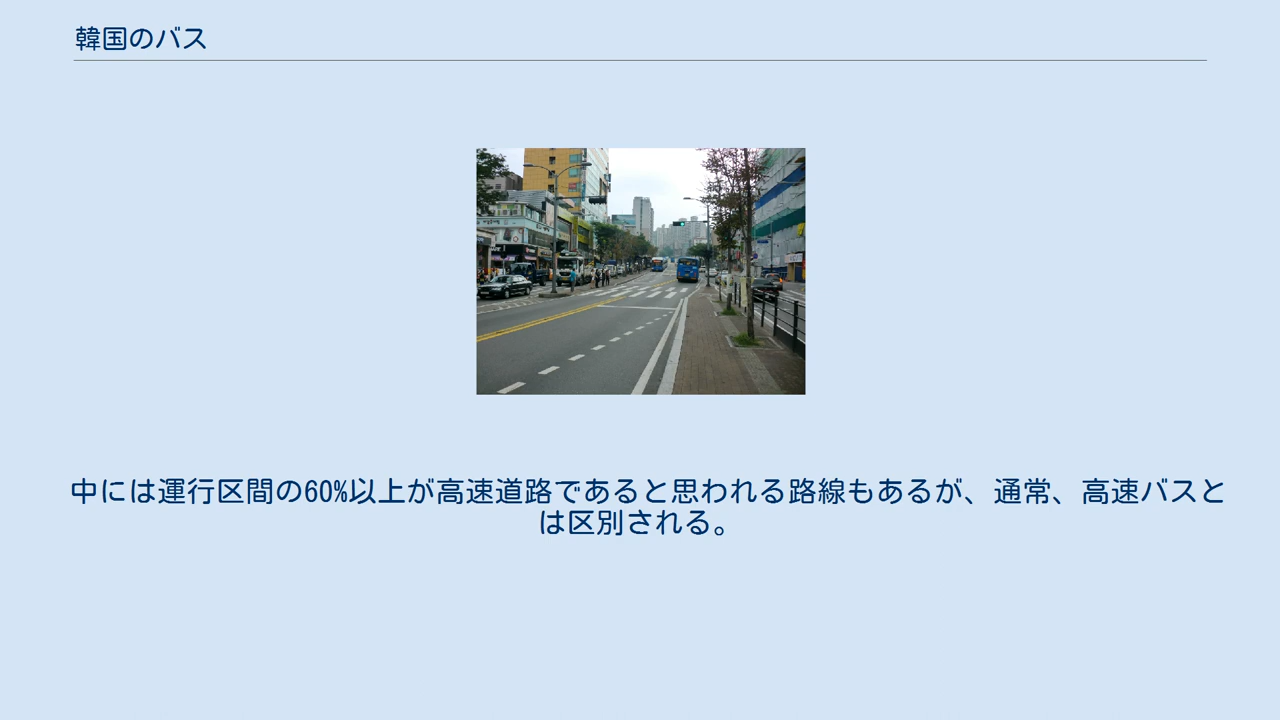 韓国のバス
中には運行区間の60%以上が高速道路であると思われる路線もあるが、通常、高速バスと
は区別される。